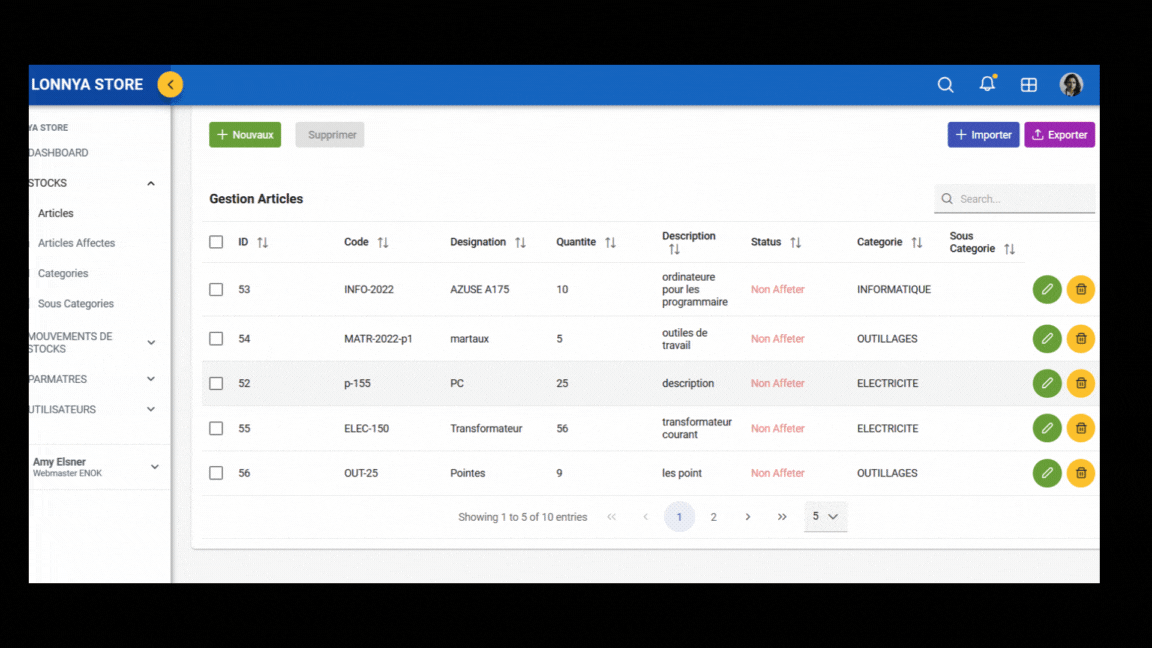 LONNYA STORE
YA STORE
DASHBOARD
STOCKS
Articles
Articles Affectes
Categories
Sous Categories
MOUVEMENTS DE
STOCKS
PARMATRES
UTILISATEURS
Amy Elsner
Webmaster ENOK
Nouvaux
Supprimer
Importer
Exporter
Gestion Articles
Search...
ID Code Designation Quantite Description Status Categorie Sous
Categorie
53 INFO-2022 AZUSE A175 10 ordinateure
pour les
programmaire Non Affeter INFORMATIQUE
54 MATR-2022-p1 martaux 5 outiles de
travail Non Affeter OUTILLAGES
52 p-155 PC 25 description Non Affeter ELECTRICITE
55 ELEC-150 Transformateur 56 transformateur
courant Non Affeter ELECTRICITE
56 OUT-25 Pointes 9 les point Non Affeter OUTILLAGES
Showing 1 to 5 of 10 entries << < 1 2 > >> 5